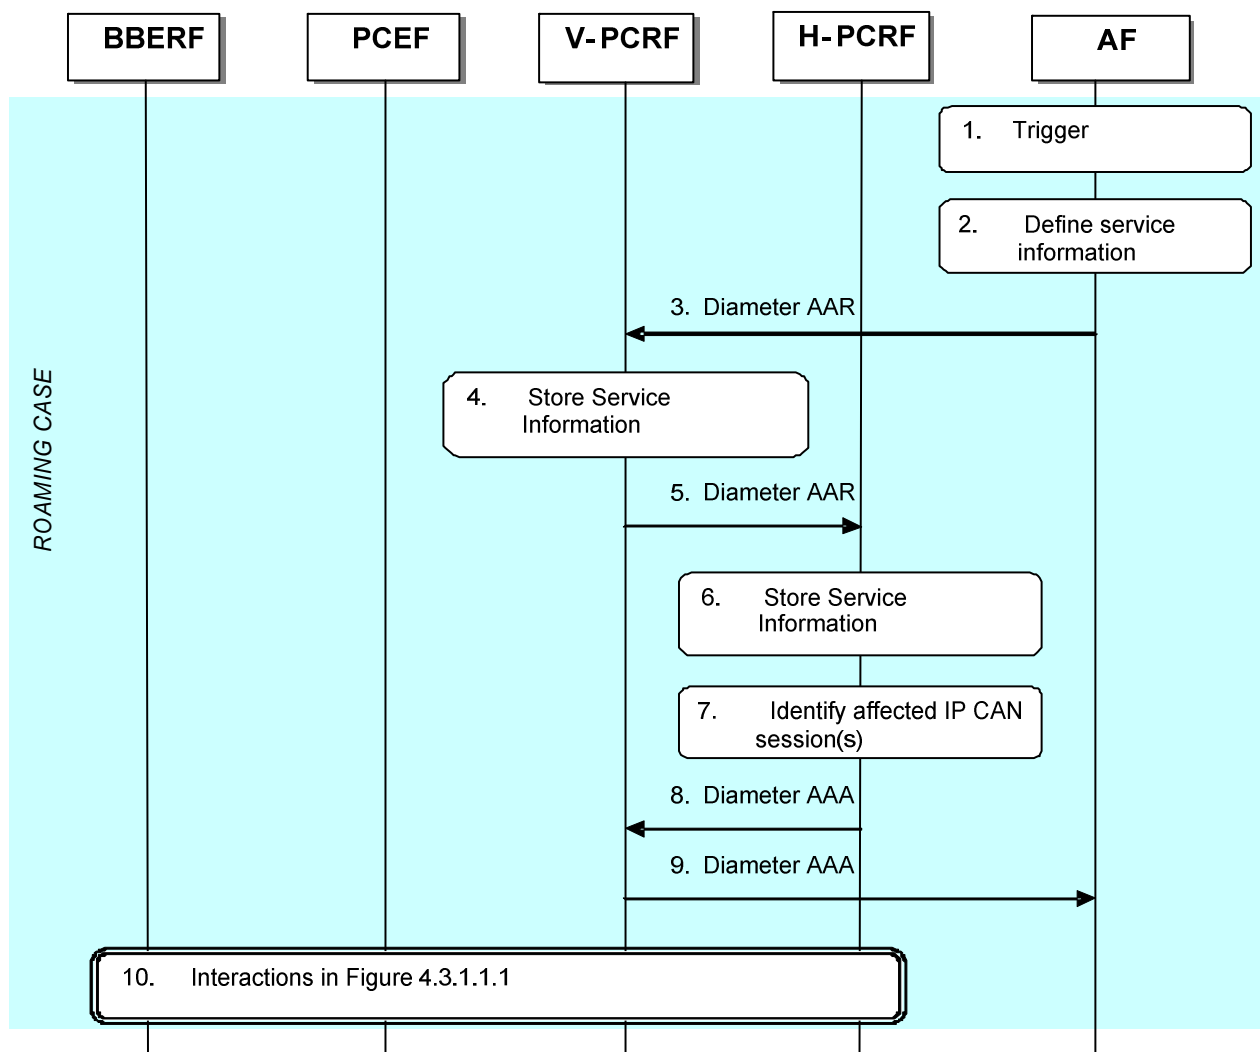 BBERF
PCEF
V-PCRF
H-PCRF
AF
1. Trigger
2. Define service
information
3. Diameter AAR
ROAMING CASE
4. Store Service
Information
5. Diameter AAR
6. Store Service
Information
7. Identify affected IP CAN
session(s)
8. Diameter AAA
9. Diameter AAA
10. Interactions in Figure 4.3.1.1.1